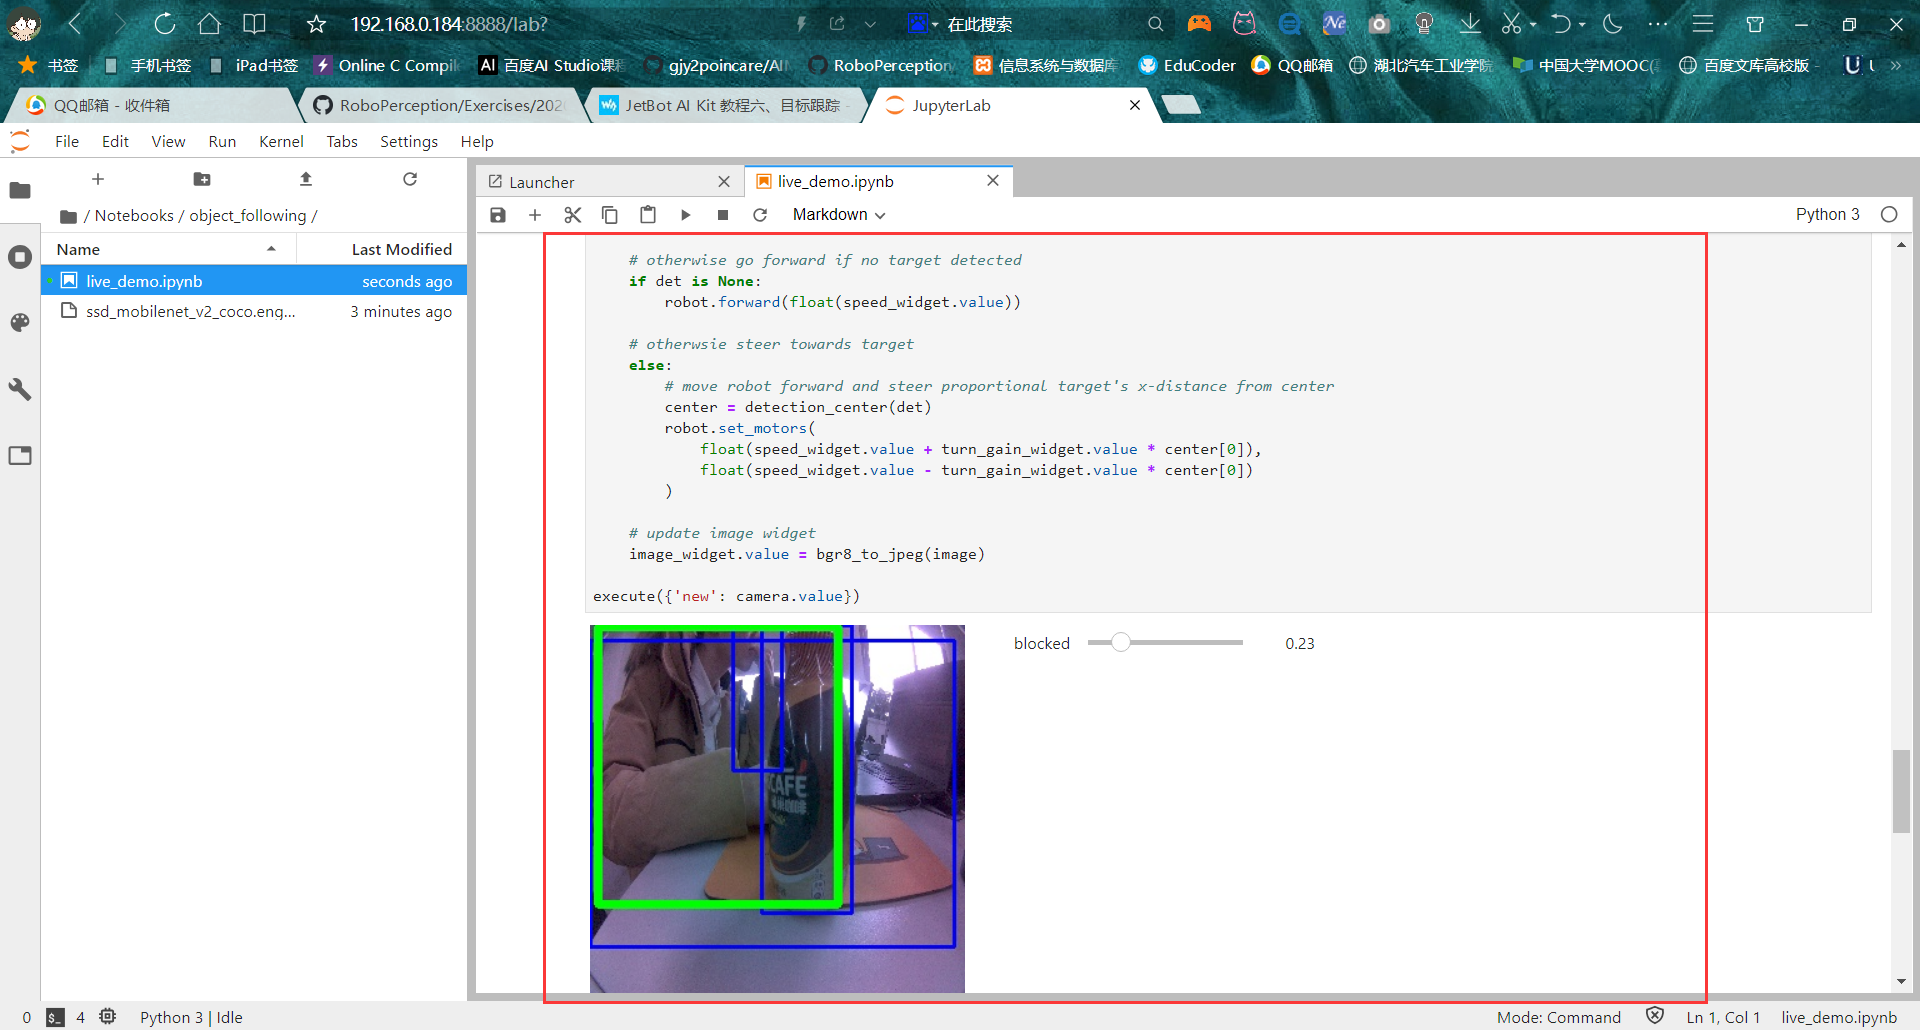 192.168.0.184:8888/lab?
在此搜索
书签
手机书签
iPad书签
Online C Compil
百度AI Studio课程
gjy2poincare/AI
RoboPerception
信息系统与数据库
EduCoder
QQ邮箱
湖北汽车工业学院
中国大学MOOC(
百度文库高校版 -
QQ邮箱 - 收件箱
RoboPerception/Exercises/202
JetBot AI Kit 教程六、目标跟踪 -
JupyterLab
File Edit View Run Kernel Tabs Settings Help
Launcher
live_demo.ipynb
/ Notebooks / object_following /
Markdown
Python 3
Name Last Modified
live_demo.ipynb seconds ago
ssd_mobilenet_v2_coco.eng... 3 minutes ago
# otherwise go forward if no target detected
if det is None:
robot.forward(float(speed_widget.value))
# otherwsie steer towards target
else:
# move robot forward and steer proportional target's x-distance from center
center = detection_center(det)
robot.set_motors(
float(speed_widget.value + turn_gain_widget.value * center[0]),
float(speed_widget.value - turn_gain_widget.value * center[0])
)
# update image widget
image_widget.value = bgr8_to_jpeg(image)
execute({'new': camera.value})
blocked 0.23
CAFE
0 4 Python 3 | Idle
Mode: Command Ln 1, Col 1 live_demo.ipynb